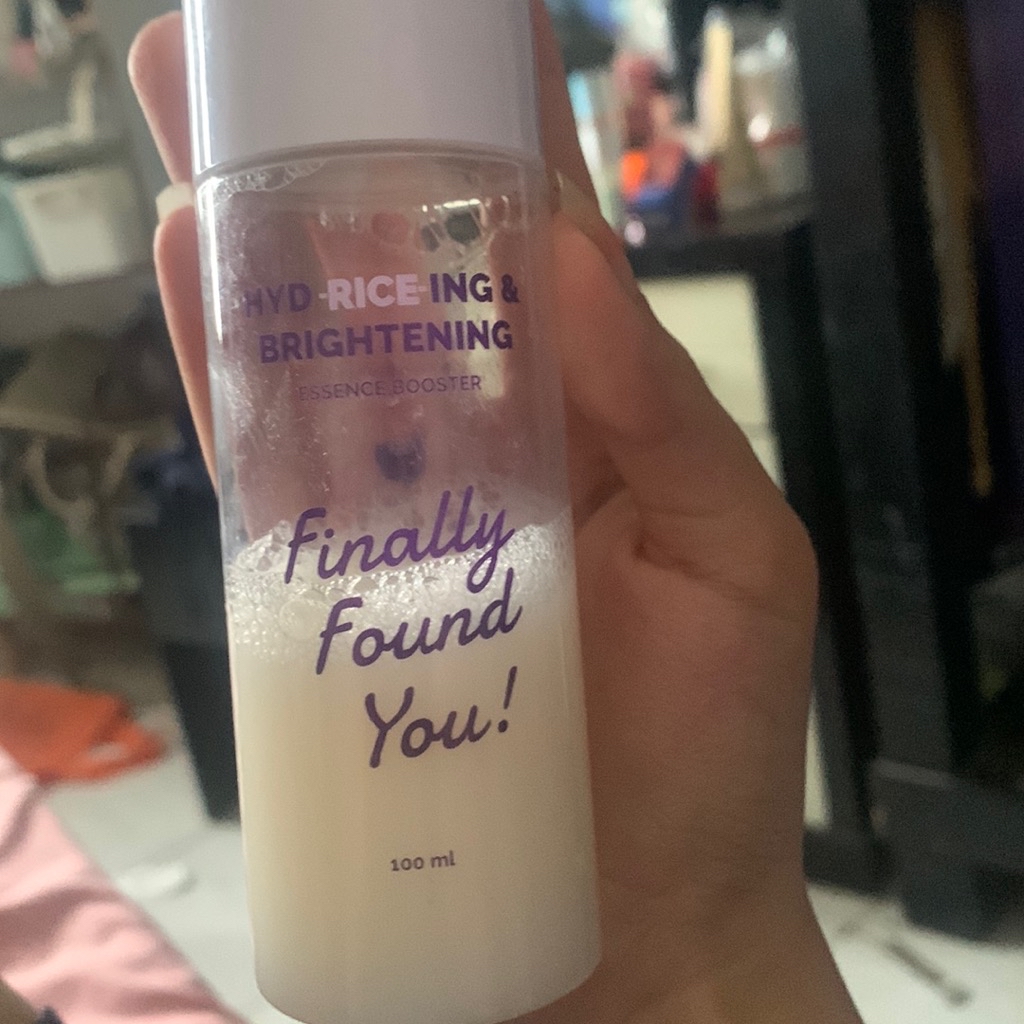 HYD-RICE-ING &
BRIGHTENING
ESSENCE BOOSTER
Finally
Found
You!
100 ml